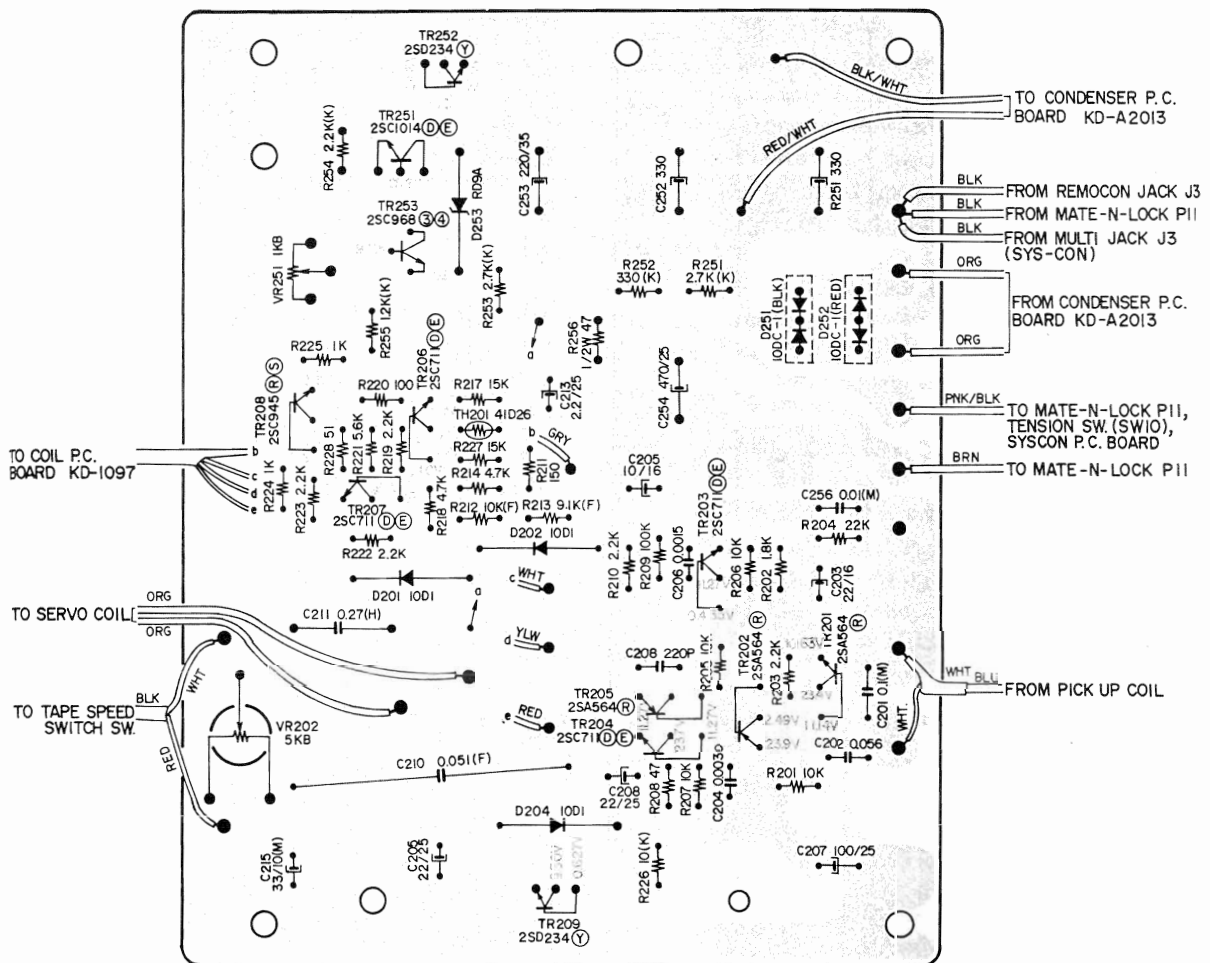 TR252
2SD234 Ⓨ
BLK/WHT
TO CONDENSER P.C.
BOARD KD-A2013
RED/WHT
TR251
2SC1014 Ⓓ Ⓔ
R254 2.2K(K)
D253 RD9A
C253 220/35
C252 330
R251 330
TR253
2SC968 ③ ④
BLK
FROM REMOCON JACK J3
BLK
FROM MATE-N-LOCK P11
BLK
FROM MULTI JACK J3
(SYS-CON)
VR251 1KB
R255 1.2K(K)
R253 2.7K(K)
R252
330(K)
R251
2.7K(K)
D251
10DC-1(BLK)
D252
10DC-1(RED)
ORG
FROM CONDENSER P.C.
BOARD KD-A2013
ORG
R225 1K
TR206
2SC711 Ⓓ Ⓔ
a
R256
1/2W 47
TR208
2SC945 Ⓡ Ⓢ
R220 100
R217 15K
C213
2.2/25
C254 470/25
PNK/BLK
TO MATE-N-LOCK P11,
TENSION SW. (SW10),
SYSCON P.C. BOARD
TH201 41D26
R228 51
R221 5.6K
R219 2.2K
b
GRY
R227 15K
TO COIL P.C.
BOARD KD-1097
b
c
d
e
R224 1K
R223 2.2K
R214 4.7K
R211
150
C205
10/16
BRN
TO MATE-N-LOCK P11
TR207
2SC711 Ⓓ Ⓔ
R218 4.7K
R212 10K(F)
R213 9.1K(F)
TR203
2SC711 Ⓓ Ⓔ
C256 0.01(M)
R204 22K
R222 2.2K
D202 10D1
R210 2.2K
R209 100K
C206 0.0015
R206 10K
R202 1.8K
C203
22/16
D201 10D1
c
WHT
a
TO SERVO COIL
ORG
ORG
C211 0.27(H)
d
YLW
C208 220P
R205 10K
TR202
2SA564 Ⓡ
R203 2.2K
10.63V
TR201
2SA564 Ⓡ
C201 0.1(M)
WHT
BLU
FROM PICK UP COIL
WHT.
TO TAPE SPEED
SWITCH SW.
BLK
WHT
RED
VR202
5KB
e
RED
TR205
2SA564 Ⓡ
TR204
2SC711 Ⓓ Ⓔ
11.27V
2.49V
23.9V
C202 0.056
C210 0.051(F)
C208
22/25
R208 47
R207 10K
R201 10K
D204 10D1
0.627V
C215
33/10(M)
C205
22/25
R226 10(K)
C207 100/25
TR209
2SD234 Ⓨ